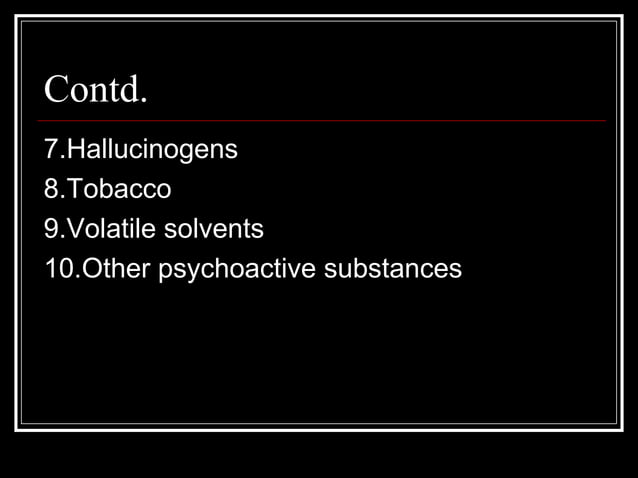 Contd.
7.Hallucinogens
8.Tobacco
9.Volatile solvents
10.Other psychoactive substances